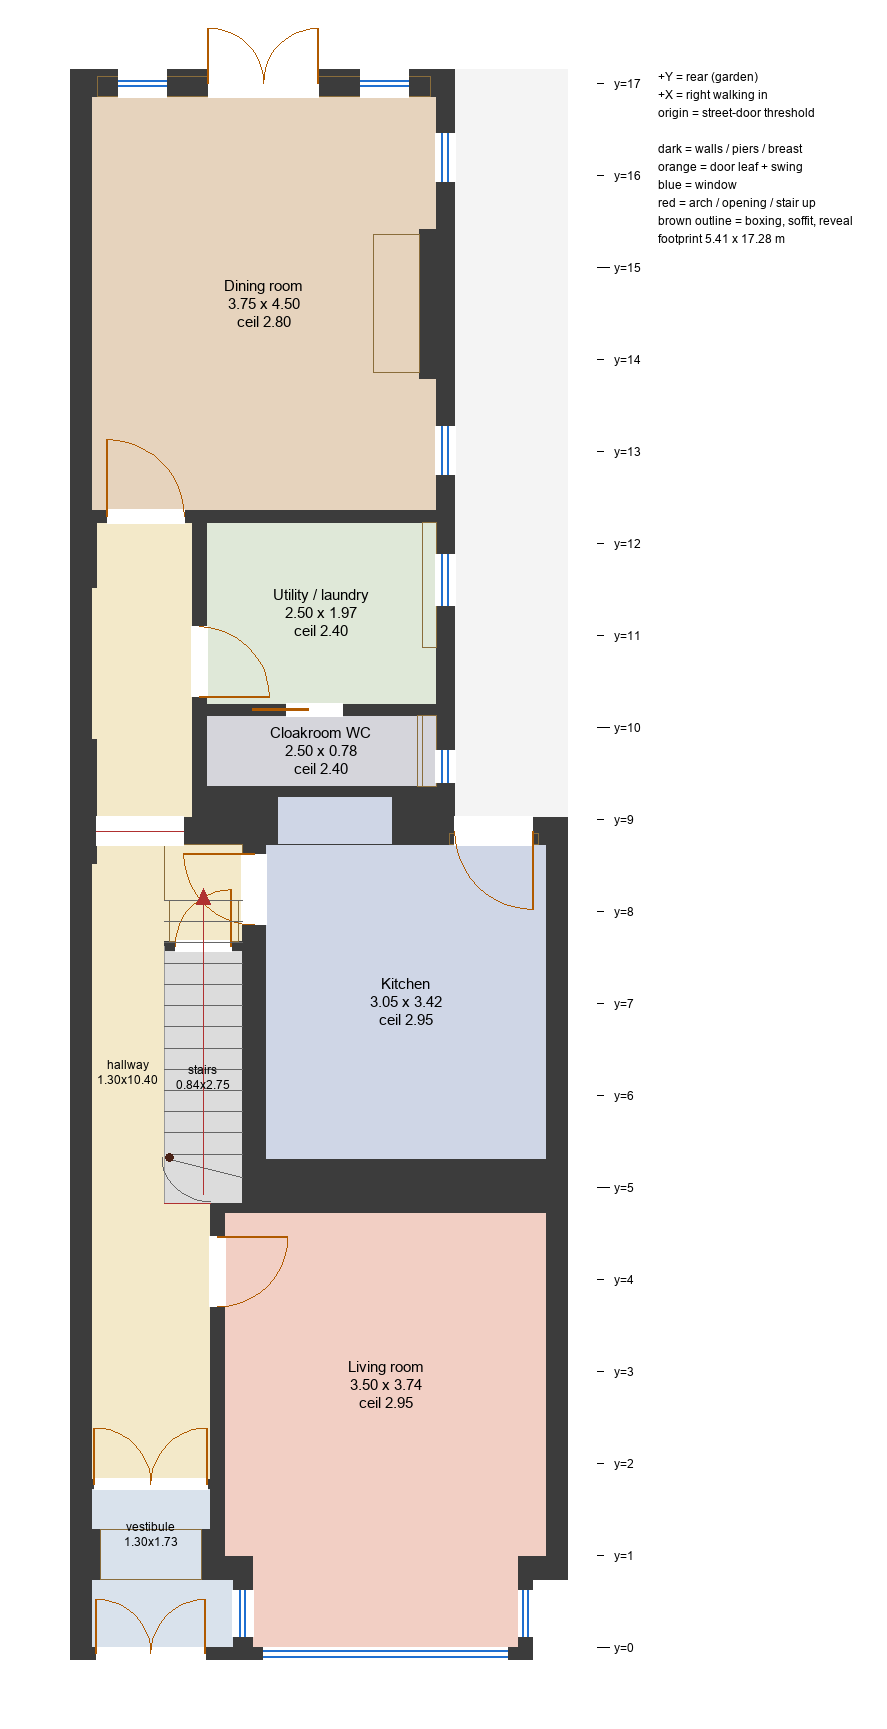 y=17
+Y = rear (garden)
+X = right walking in
origin = street-door threshold
dark = walls / piers / breast
orange = door leaf + swing
blue = window
red = arch / opening / stair up
brown outline = boxing, soffit, reveal
footprint 5.41 x 17.28 m
y=16
y=15
Dining room
3.75 x 4.50
ceil 2.80
y=14
y=13
y=12
Utility / laundry
2.50 x 1.97
ceil 2.40
y=11
y=10
Cloakroom WC
2.50 x 0.78
ceil 2.40
y=9
y=8
Kitchen
3.05 x 3.42
ceil 2.95
y=7
hallway
1.30x10.40
stairs
0.84x2.75
y=6
y=5
y=4
Living room
3.50 x 3.74
ceil 2.95
y=3
y=2
vestibule
1.30x1.73
y=1
y=0